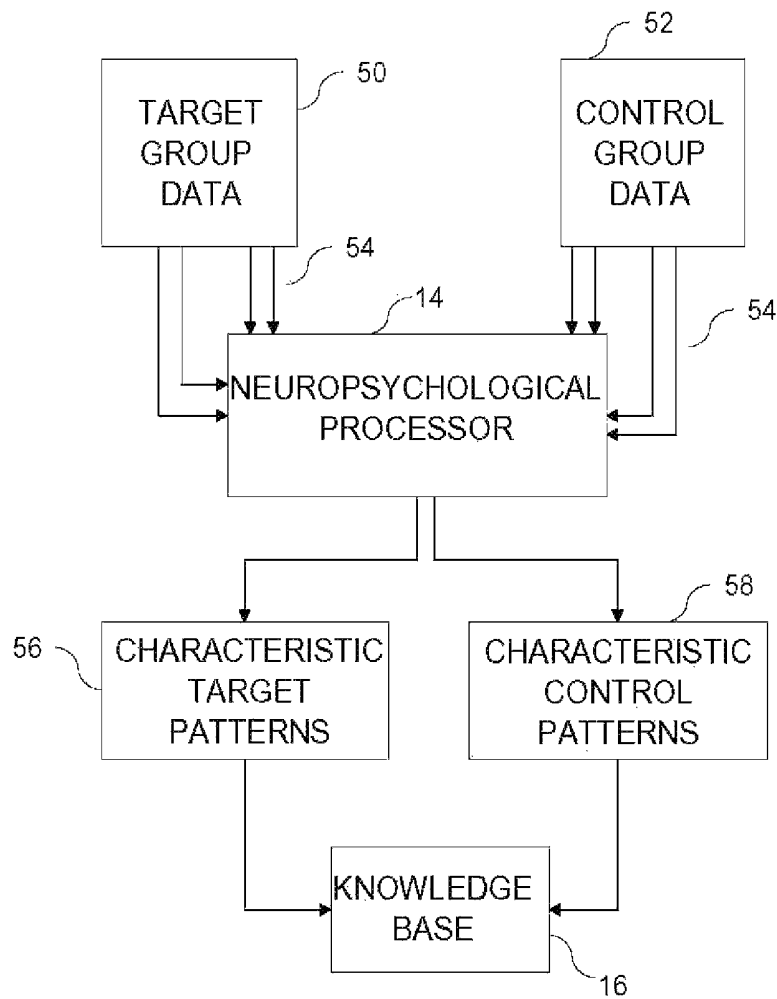 50
52
TARGET
GROUP
DATA
CONTROL
GROUP
DATA
54
14
54
NEUROPSYCHOLOGICAL
PROCESSOR
58
56
CHARACTERISTIC
TARGET
PATTERNS
CHARACTERISTIC
CONTROL
PATTERNS
KNOWLEDGE
BASE
16